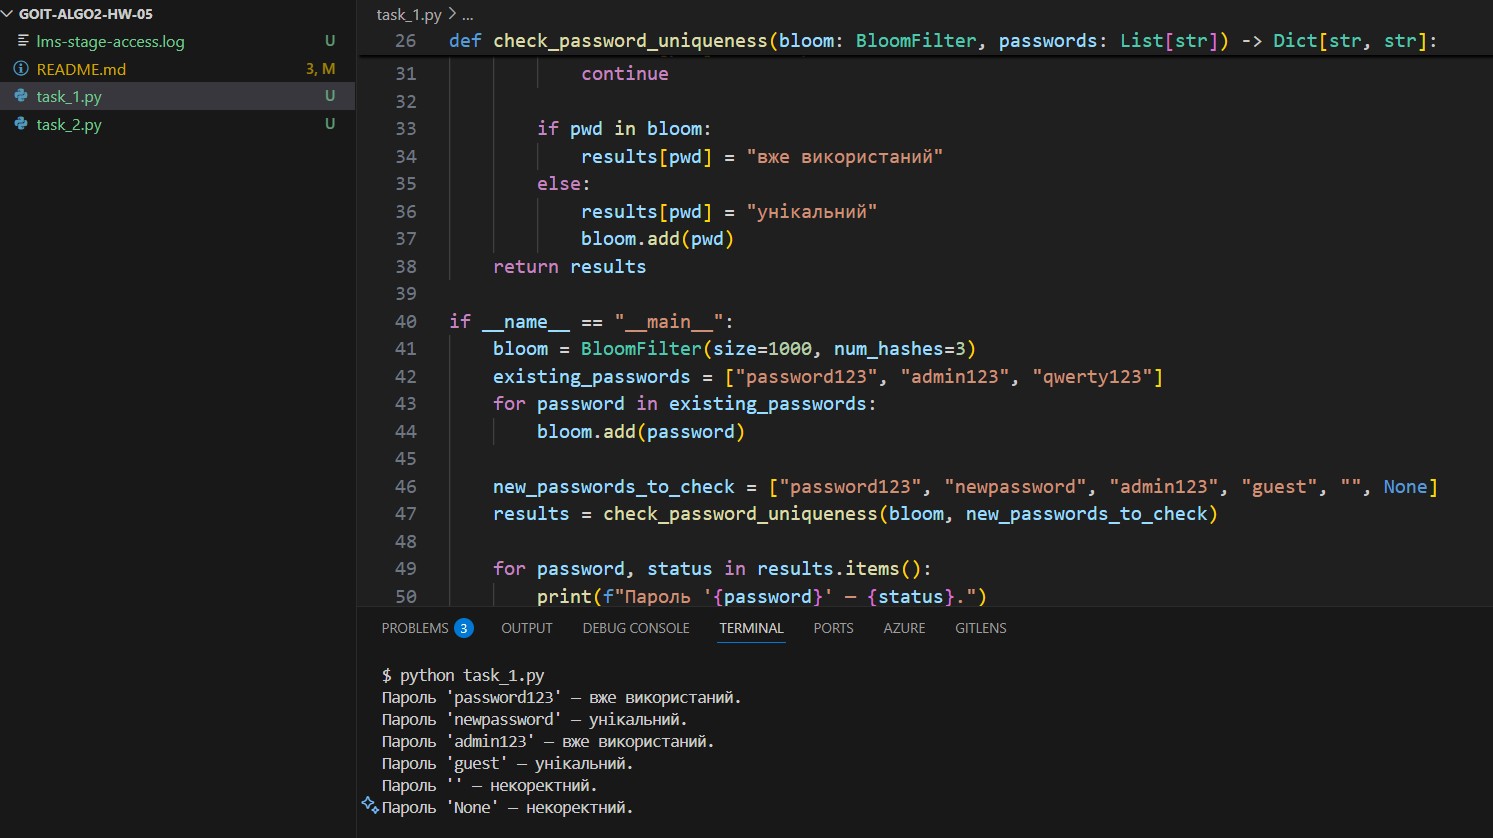 GOIT-ALGO2-HW-05
lms-stage-access.log U
README.md 3, M
task_1.py U
task_2.py U
task_1.py > ...
26 def check_password_uniqueness(bloom: BloomFilter, passwords: List[str]) -> Dict[str, str]:
31 continue
32
33 if pwd in bloom:
34 results[pwd] = "вже використаний"
35 else:
36 results[pwd] = "унікальний"
37 bloom.add(pwd)
38 return results
39
40 if __name__ == "__main__":
41 bloom = BloomFilter(size=1000, num_hashes=3)
42 existing_passwords = ["password123", "admin123", "qwerty123"]
43 for password in existing_passwords:
44 bloom.add(password)
45
46 new_passwords_to_check = ["password123", "newpassword", "admin123", "guest", "", None]
47 results = check_password_uniqueness(bloom, new_passwords_to_check)
48
49 for password, status in results.items():
50 print(f"Пароль '{password}' — {status}.")
PROBLEMS 3 OUTPUT DEBUG CONSOLE TERMINAL PORTS AZURE GITLENS
$ python task_1.py
Пароль 'password123' — вже використаний.
Пароль 'newpassword' — унікальний.
Пароль 'admin123' — вже використаний.
Пароль 'guest' — унікальний.
Пароль '' — некоректний.
Пароль 'None' — некоректний.